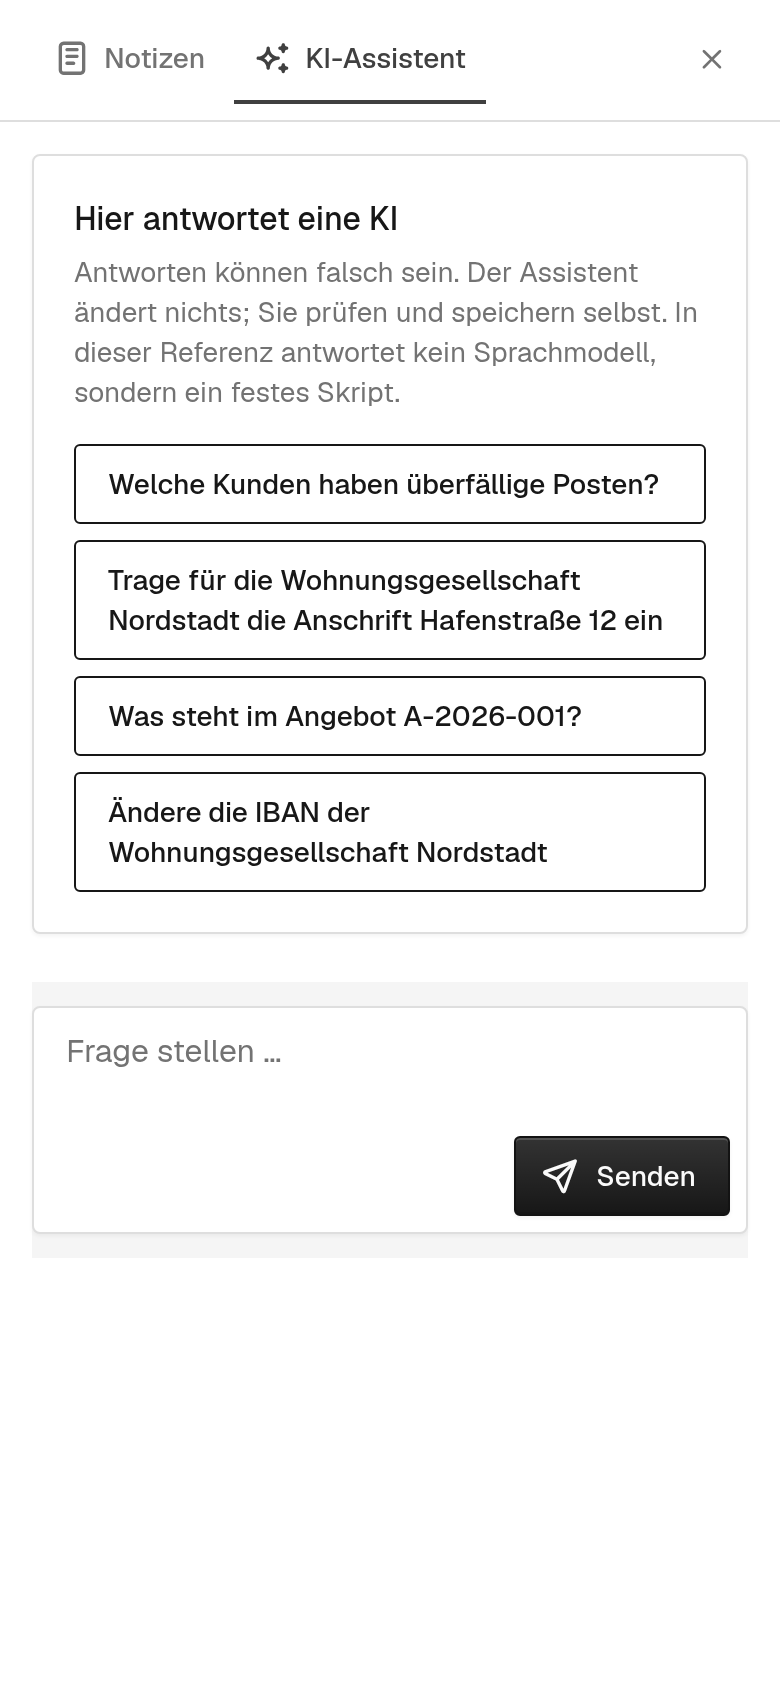 Notizen
KI-Assistent
Hier antwortet eine KI
Antworten können falsch sein. Der Assistent
ändert nichts; Sie prüfen und speichern selbst. In
dieser Referenz antwortet kein Sprachmodell,
sondern ein festes Skript.
Welche Kunden haben überfällige Posten?
Trage für die Wohnungsgesellschaft
Nordstadt die Anschrift Hafenstraße 12 ein
Was steht im Angebot A-2026-001?
Ändere die IBAN der
Wohnungsgesellschaft Nordstadt
Frage stellen …
Senden